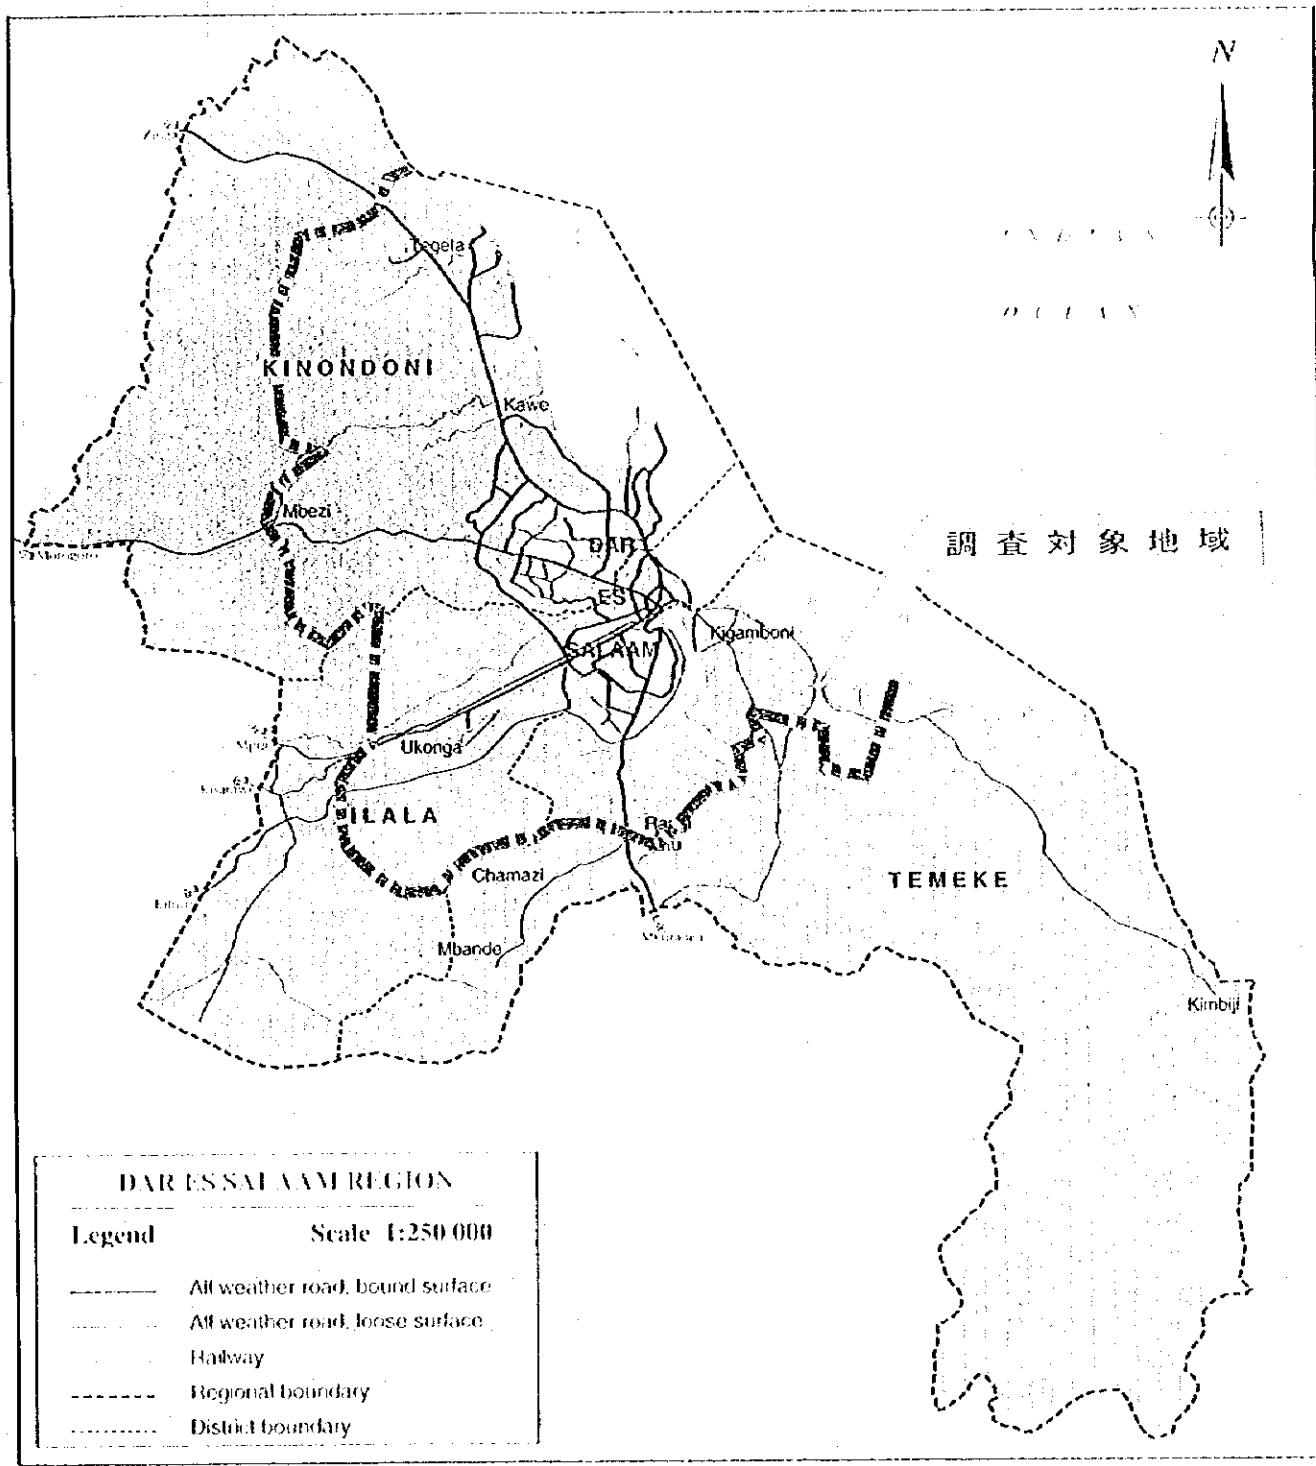 N
Tegeta
KINONDONI
Kawe
Mbezi
調査対象地域
DAR
ES
SALAAM
Kigamboni
Ukonga
ILALA
Chamazi
TEMEKE
Mbande
Kimbiji
DAR ES SALAAM REGION
Legend Scale 1:250 000
All weather road, bound surface
All weather road, loose surface
Railway
Regional boundary
District boundary